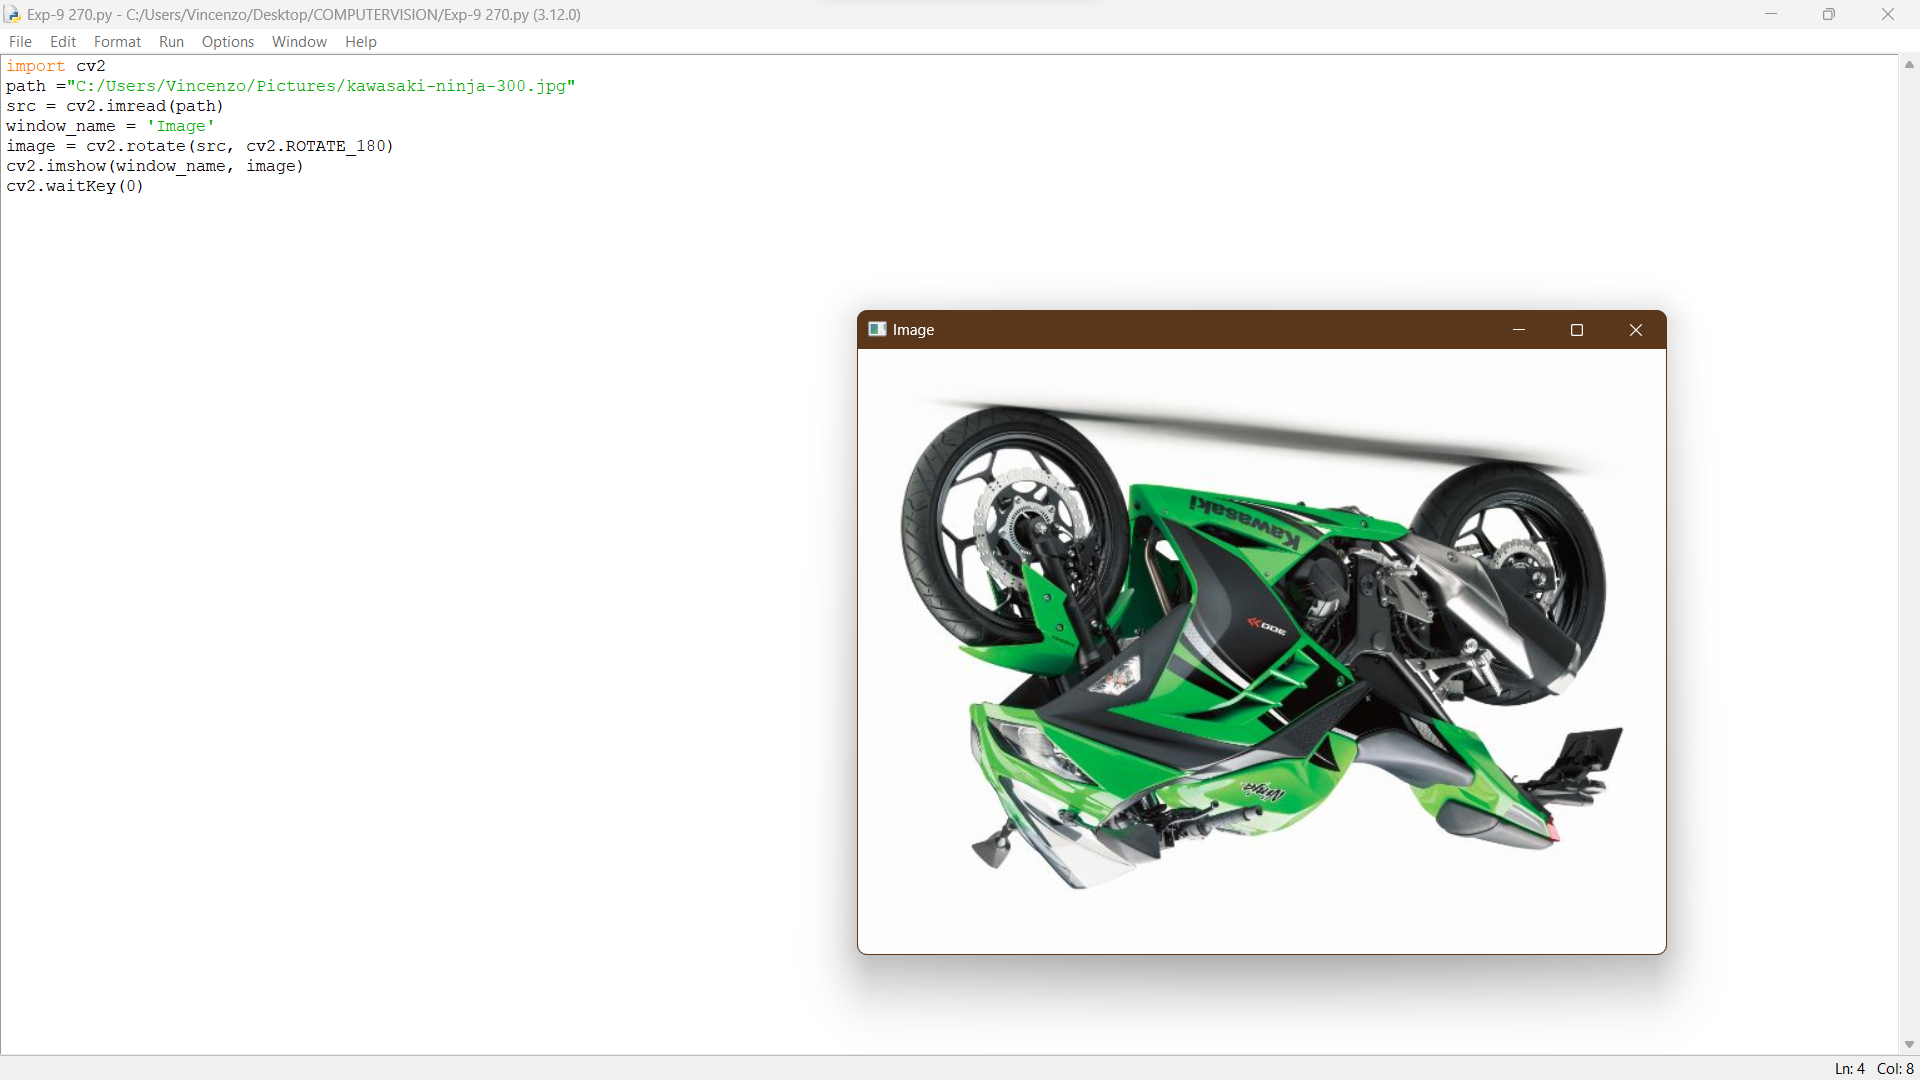 Exp-9 270.py - C:/Users/Vincenzo/Desktop/COMPUTERVISION/Exp-9 270.py (3.12.0)
File Edit Format Run Options Window Help
import cv2
path ="C:/Users/Vincenzo/Pictures/kawasaki-ninja-300.jpg"
src = cv2.imread(path)
window_name = 'Image'
image = cv2.rotate(src, cv2.ROTATE_180)
cv2.imshow(window_name, image)
cv2.waitKey(0)
Image
Kawasaki
300
Ninja
Ln: 4 Col: 8